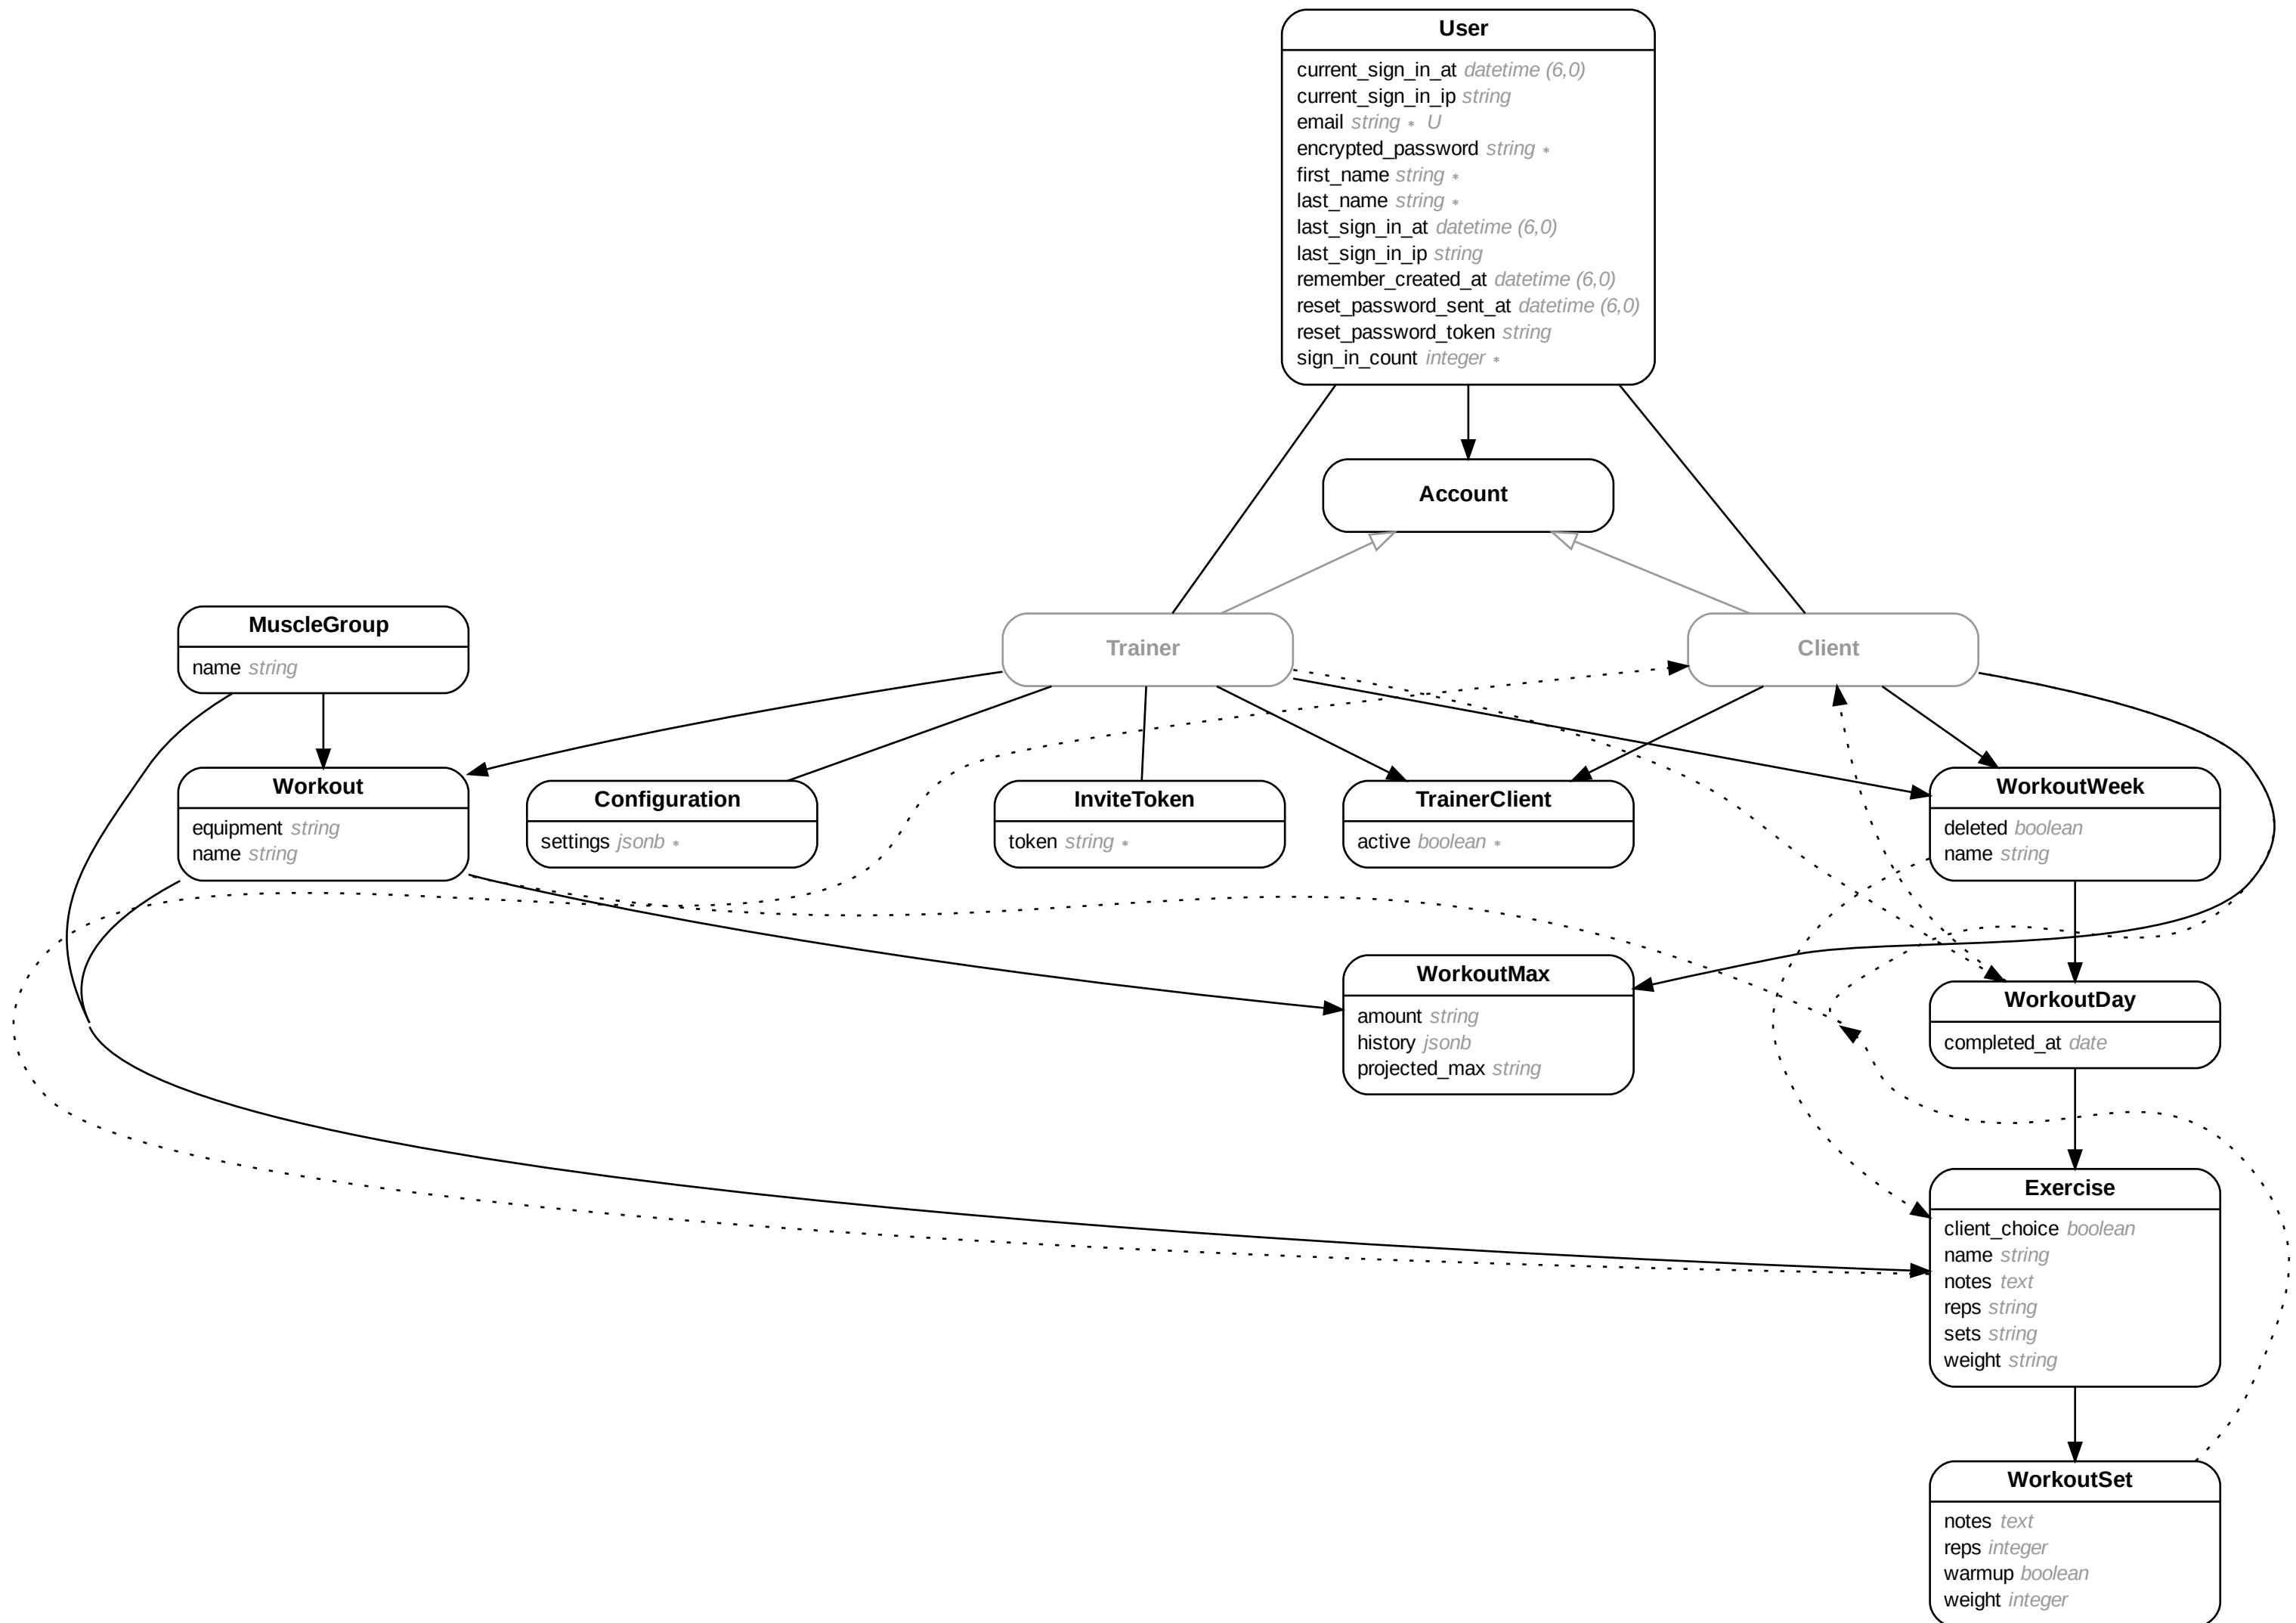 User
current_sign_in_at datetime (6,0)
current_sign_in_ip string
email string * U
encrypted_password string *
first_name string *
last_name string *
last_sign_in_at datetime (6,0)
last_sign_in_ip string
remember_created_at datetime (6,0)
reset_password_sent_at datetime (6,0)
reset_password_token string
sign_in_count integer *
Account
MuscleGroup
name string
Trainer
Client
Workout
equipment string
name string
Configuration
settings jsonb *
InviteToken
token string *
TrainerClient
active boolean *
WorkoutWeek
deleted boolean
name string
WorkoutMax
amount string
history jsonb
projected_max string
WorkoutDay
completed_at date
Exercise
client_choice boolean
name string
notes text
reps string
sets string
weight string
WorkoutSet
notes text
reps integer
warmup boolean
weight integer